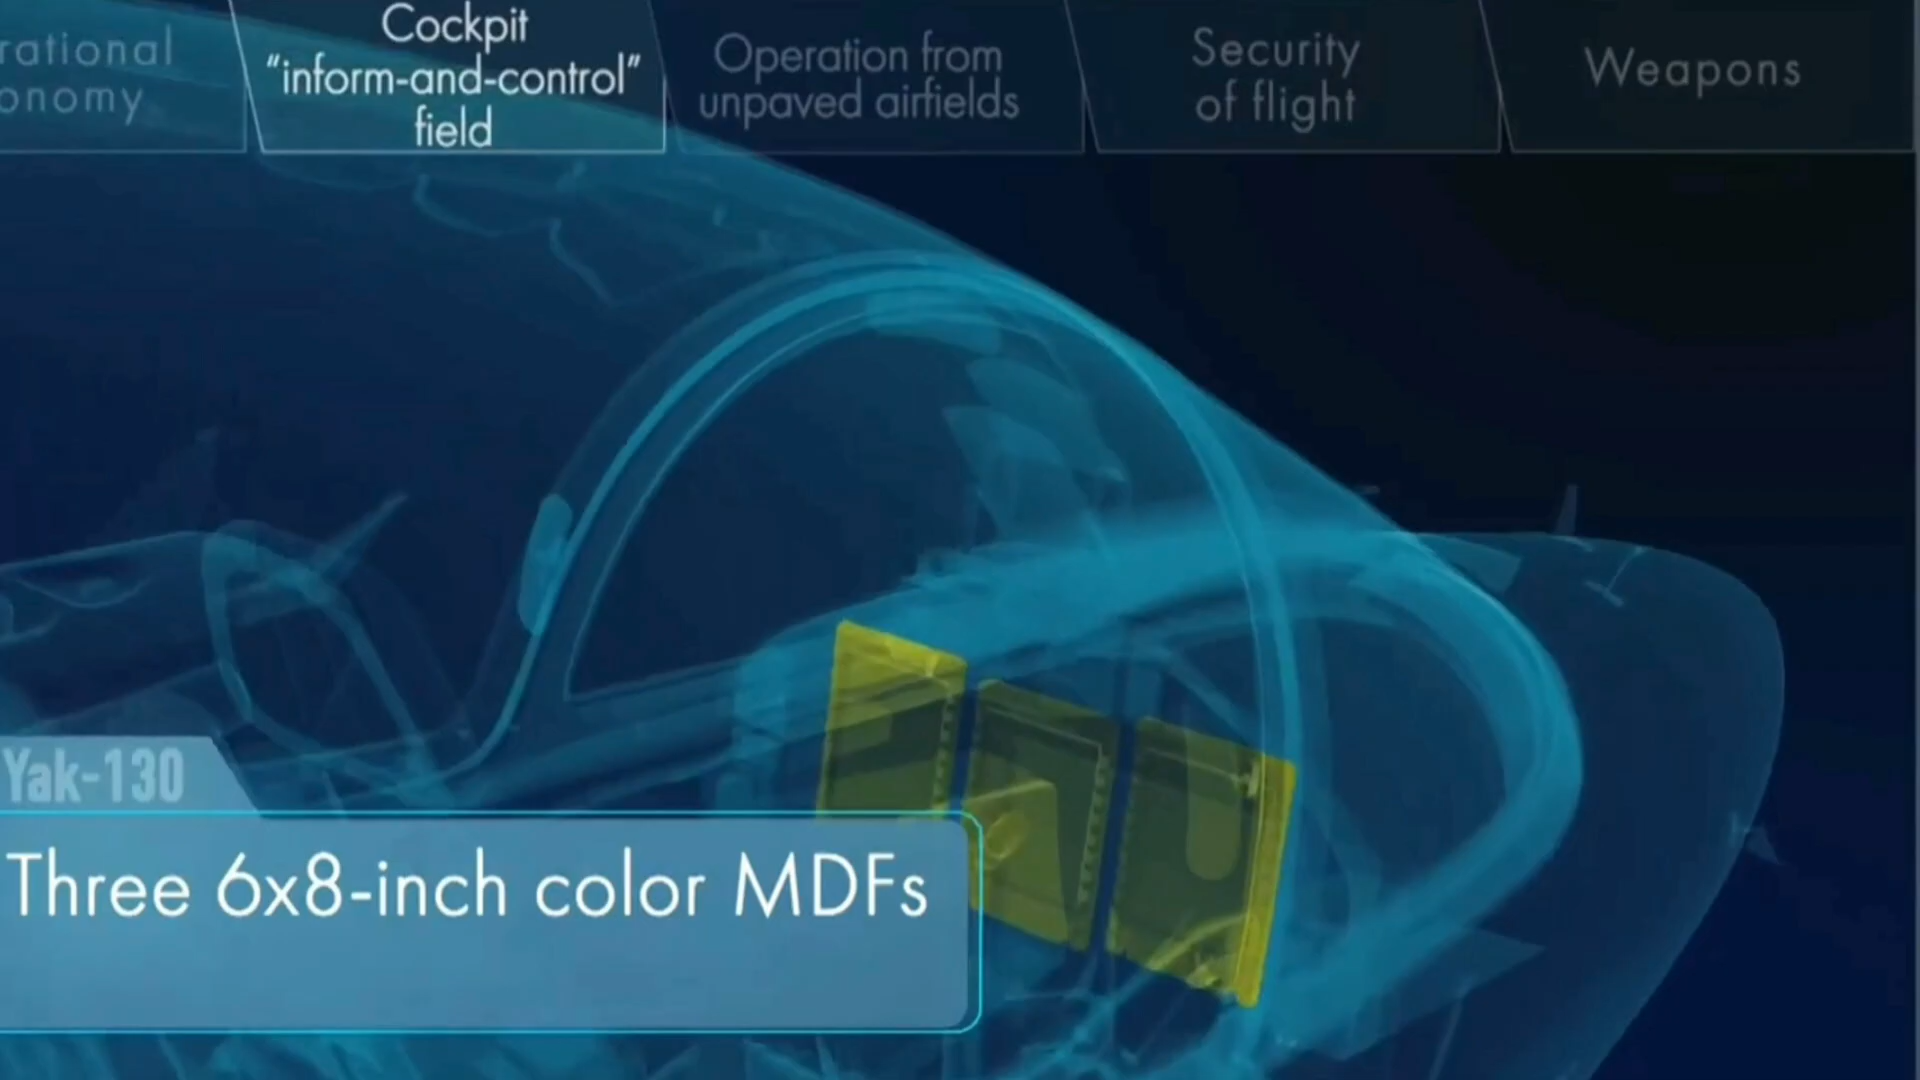 rational
onomy
Cockpit
“inform-and-control”
field
Operation from
unpaved airfields
Security
of flight
Weapons
Yak-130
Three 6x8-inch color MDFs